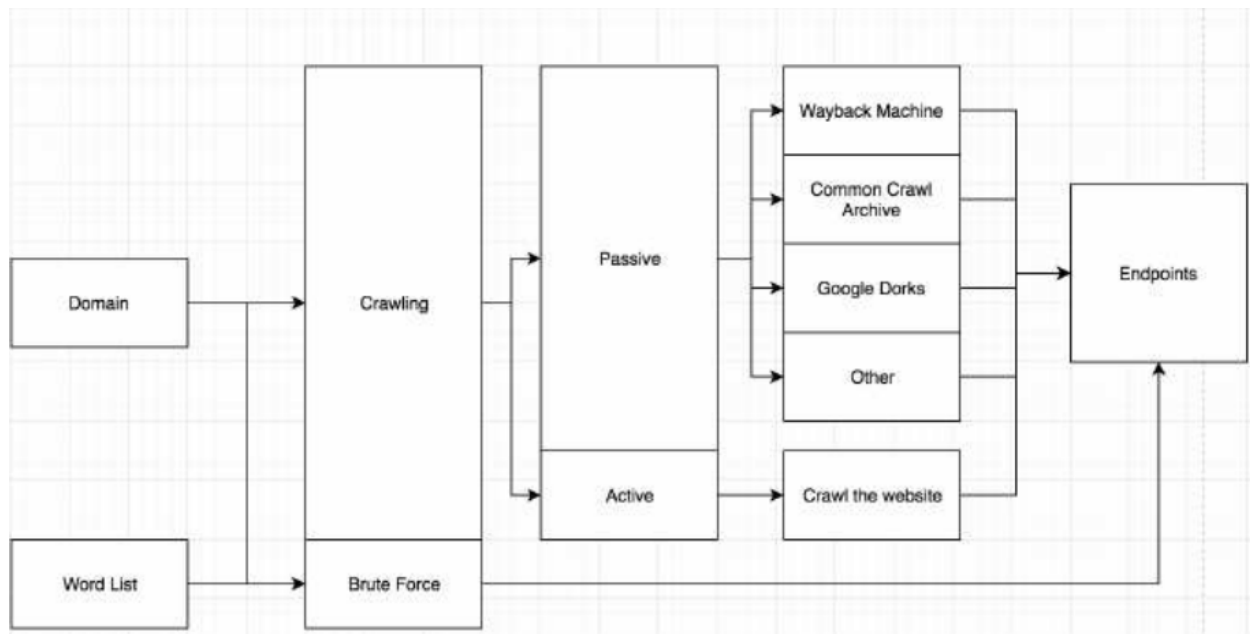 Domain
Word List
Crawling
Brute Force
Passive
Active
Wayback Machine
Common Crawl
Archive
Google Dorks
Other
Crawl the website
Endpoints